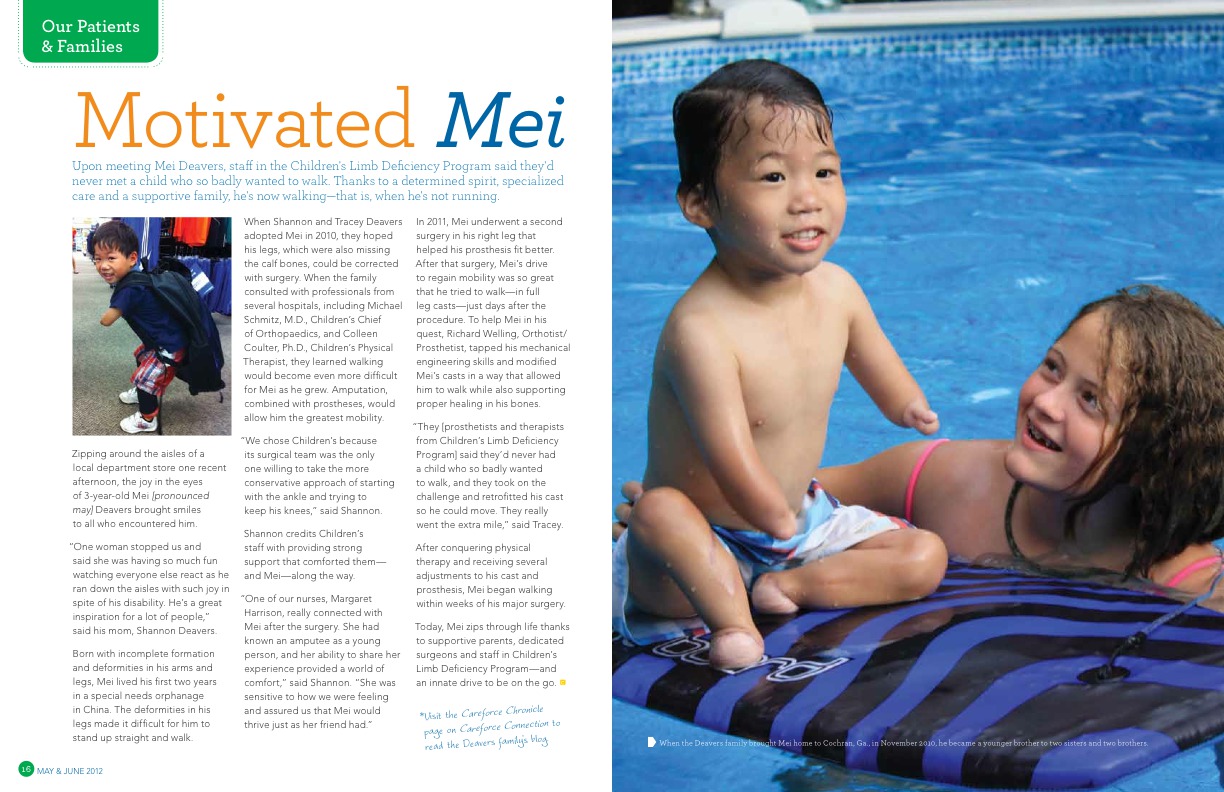 Our Patients
& Families
Motivated Mei
Upon meeting Mei Deavers, staff in the Children's Limb Deficiency Program said they'd
never met a child who so badly wanted to walk. Thanks to a determined spirit, specialized
care and a supportive family, he's now walking—that is, when he's not running.
Zipping around the aisles of a
local department store one recent
afternoon, the joy in the eyes
of 3-year-old Mei [pronounced
may] Deavers brought smiles
to all who encountered him.
"One woman stopped us and
said she was having so much fun
watching everyone else react as he
ran down the aisles with such joy in
spite of his disability. He's a great
inspiration for a lot of people,"
said his mom, Shannon Deavers.
Born with incomplete formation
and deformities in his arms and
legs, Mei lived his first two years
in a special needs orphanage
in China. The deformities in his
legs made it difficult for him to
stand up straight and walk.
When Shannon and Tracey Deavers
adopted Mei in 2010, they hoped
his legs, which were also missing
the calf bones, could be corrected
with surgery. When the family
consulted with professionals from
several hospitals, including Michael
Schmitz, M.D., Children's Chief
of Orthopaedics, and Colleen
Coulter, Ph.D., Children's Physical
Therapist, they learned walking
would become even more difficult
for Mei as he grew. Amputation,
combined with prostheses, would
allow him the greatest mobility.
"We chose Children's because
its surgical team was the only
one willing to take the more
conservative approach of starting
with the ankle and trying to
keep his knees," said Shannon.
Shannon credits Children's
staff with providing strong
support that comforted them—
and Mei—along the way.
"One of our nurses, Margaret
Harrison, really connected with
Mei after the surgery. She had
known an amputee as a young
person, and her ability to share her
experience provided a world of
comfort," said Shannon. "She was
sensitive to how we were feeling
and assured us that Mei would
thrive just as her friend had."
In 2011, Mei underwent a second
surgery in his right leg that
helped his prosthesis fit better.
After that surgery, Mei's drive
to regain mobility was so great
that he tried to walk—in full
leg casts—just days after the
procedure. To help Mei in his
quest, Richard Welling, Orthotist/
Prosthetist, tapped his mechanical
engineering skills and modified
Mei's casts in a way that allowed
him to walk while also supporting
proper healing in his bones.
"They [prosthetists and therapists
from Children's Limb Deficiency
Program] said they'd never had
a child who so badly wanted
to walk, and they took on the
challenge and retrofitted his cast
so he could move. They really
went the extra mile," said Tracey.
After conquering physical
therapy and receiving several
adjustments to his cast and
prosthesis, Mei began walking
within weeks of his major surgery.
Today, Mei zips through life thanks
to supportive parents, dedicated
surgeons and staff in Children's
Limb Deficiency Program—and
an innate drive to be on the go.
*Visit the Careforce Chronicle
page on Careforce Connection to
read the Deavers family's blog.
16 MAY & JUNE 2012
When the Deavers family brought Mei home to Cochran, Ga., in November 2010, he became a younger brother to two sisters and two brothers.